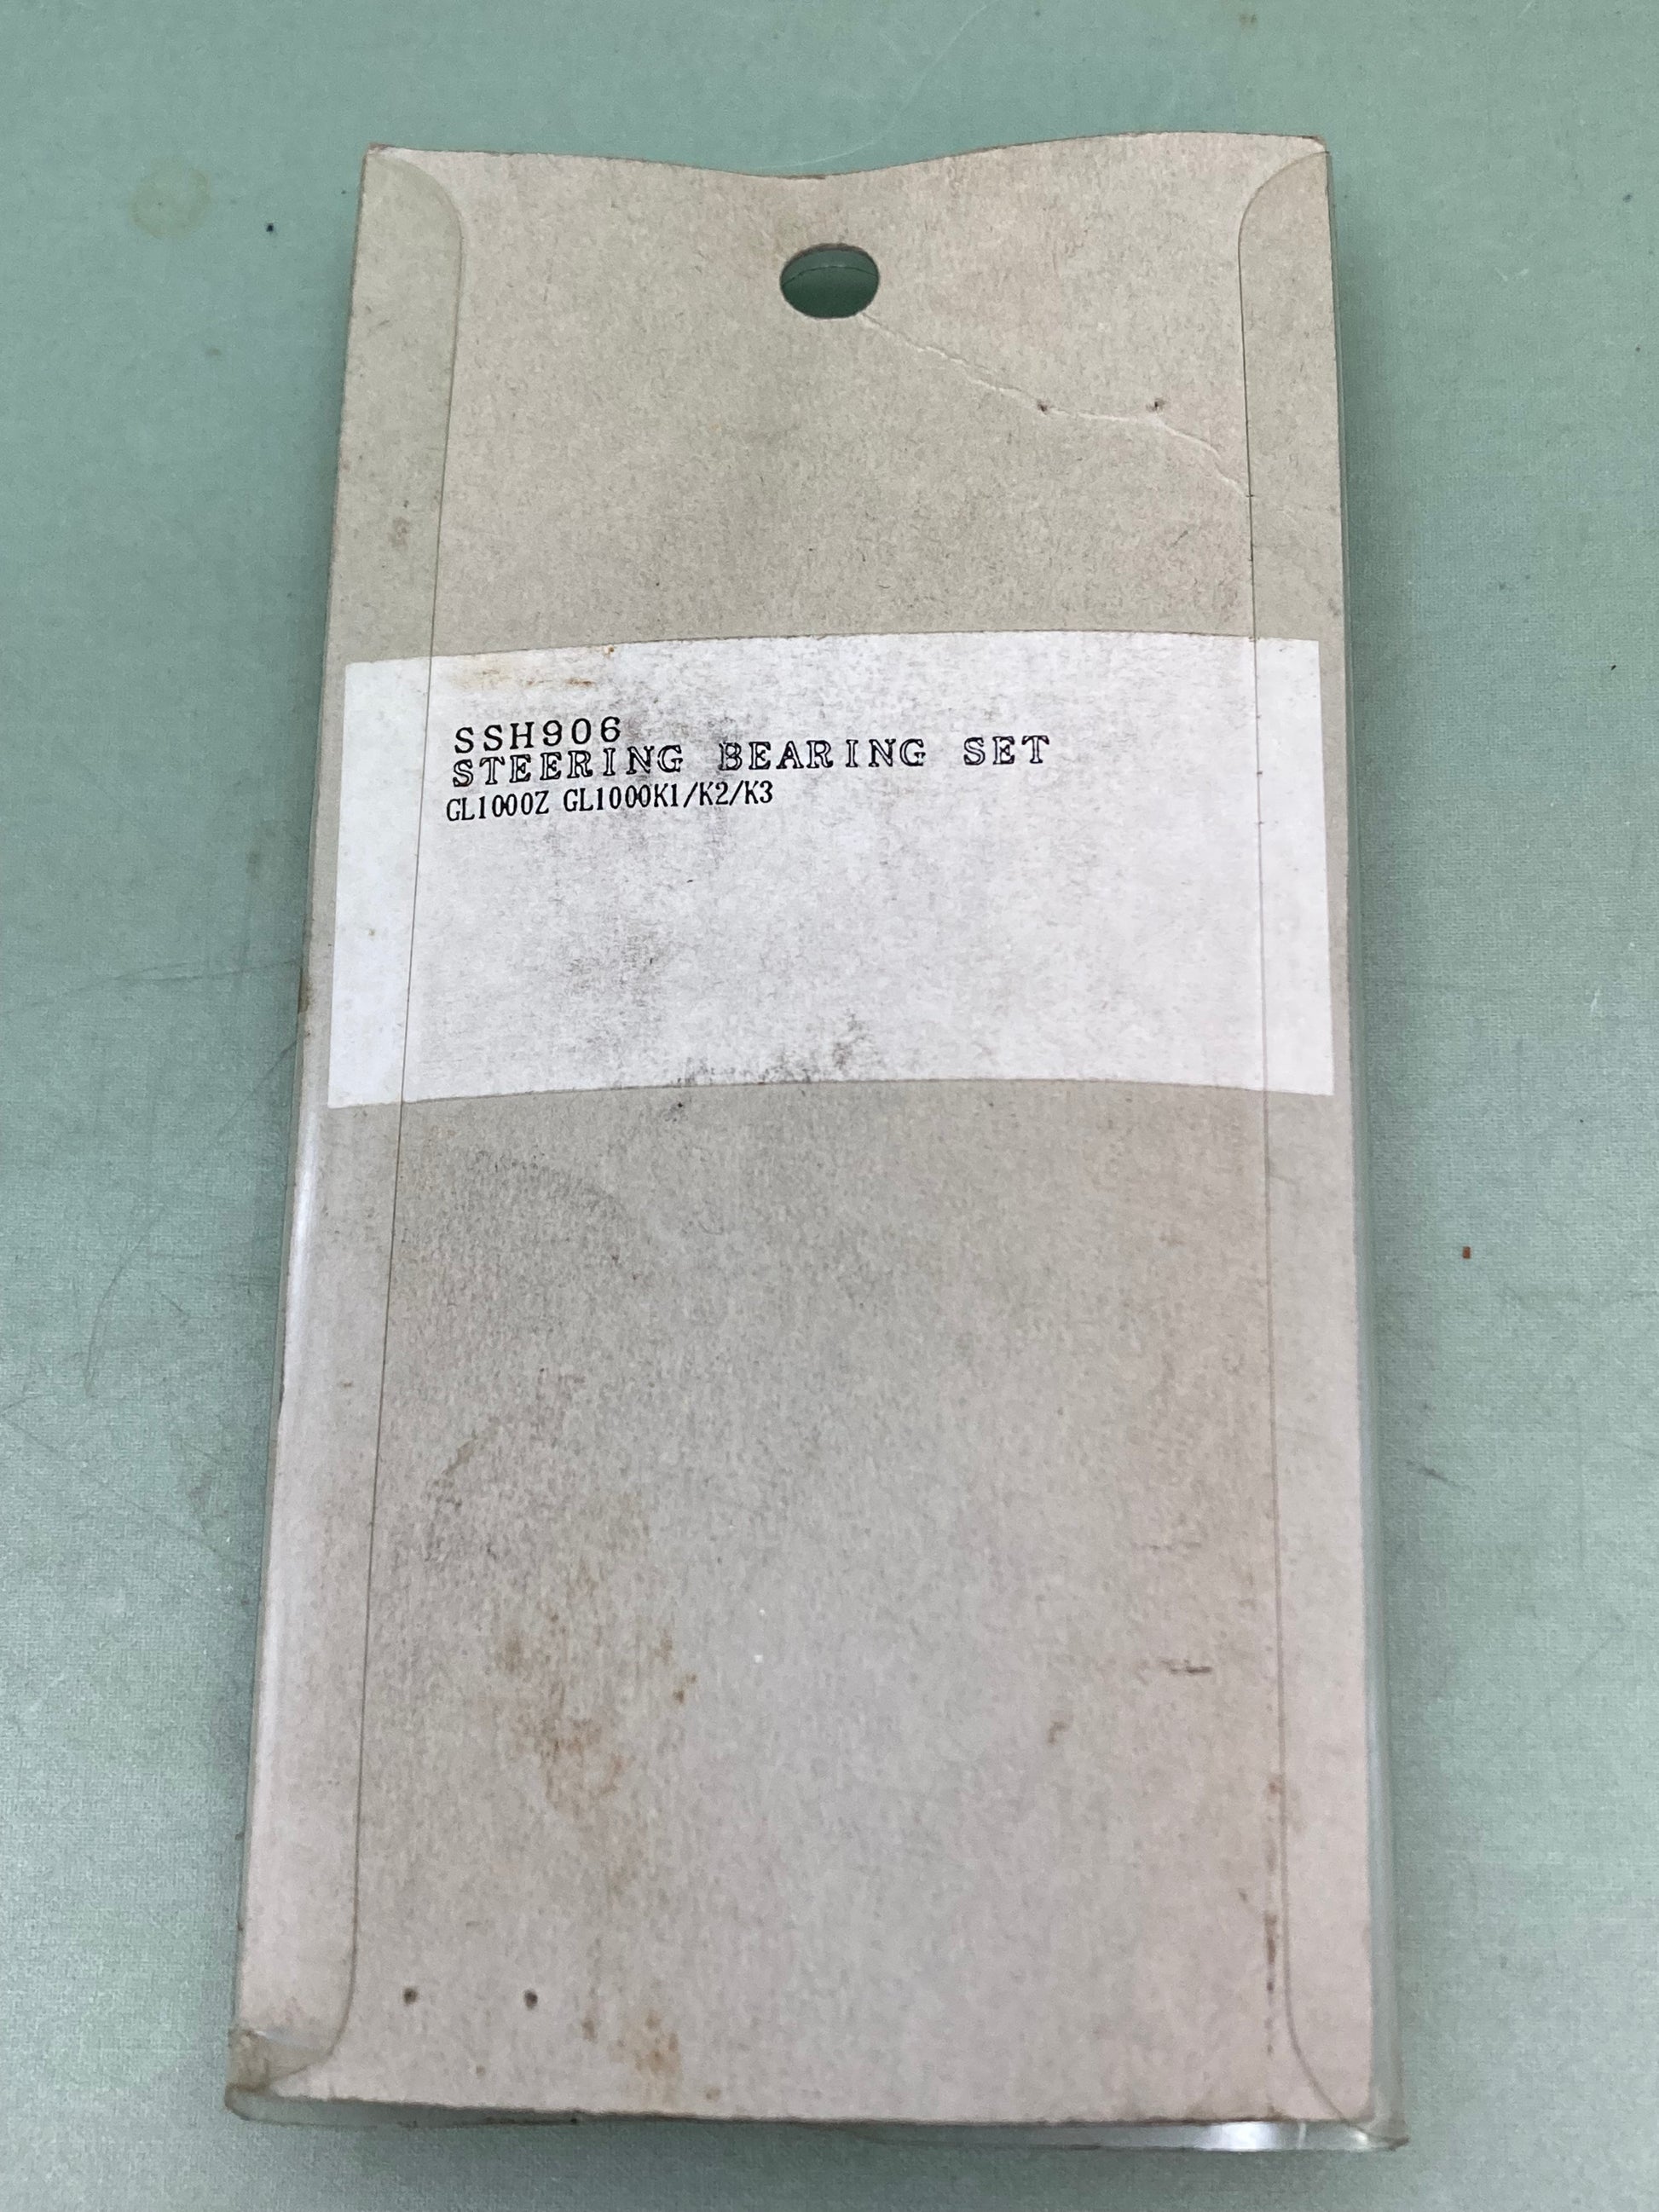 SSH906
STEERING BEARING SET
GL1000Z GL1000K1/K2/K3